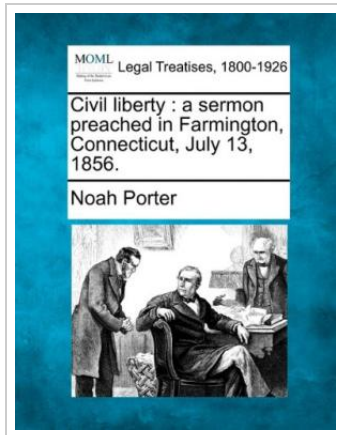 MOML
Legal Treatises, 1800-1926
Civil liberty : a sermon
preached in Farmington,
Connecticut, July 13,
1856.
Noah Porter